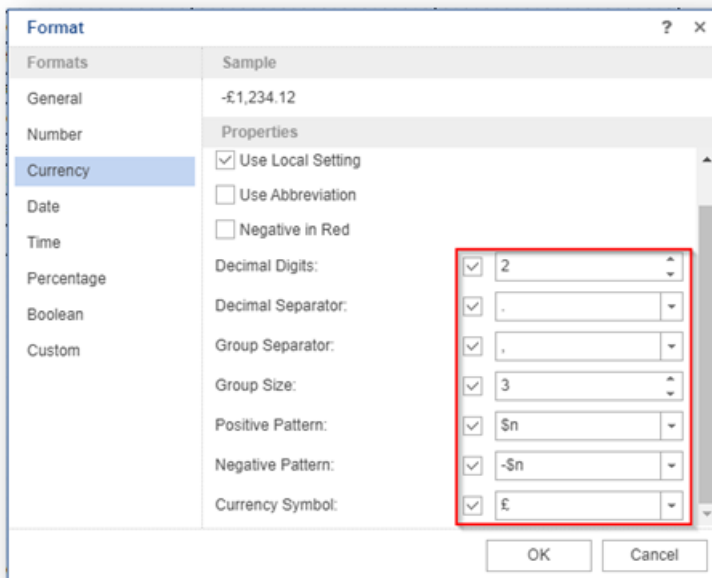 Format ? ×
Formats
Sample
General
-£1,234.12
Number
Properties
Currency
Use Local Setting
Date
Use Abbreviation
Time
Negative in Red
Percentage
Decimal Digits: 2
Boolean
Decimal Separator: .
Custom
Group Separator: ,
Group Size: 3
Positive Pattern: $n
Negative Pattern: -$n
Currency Symbol: £
OK Cancel